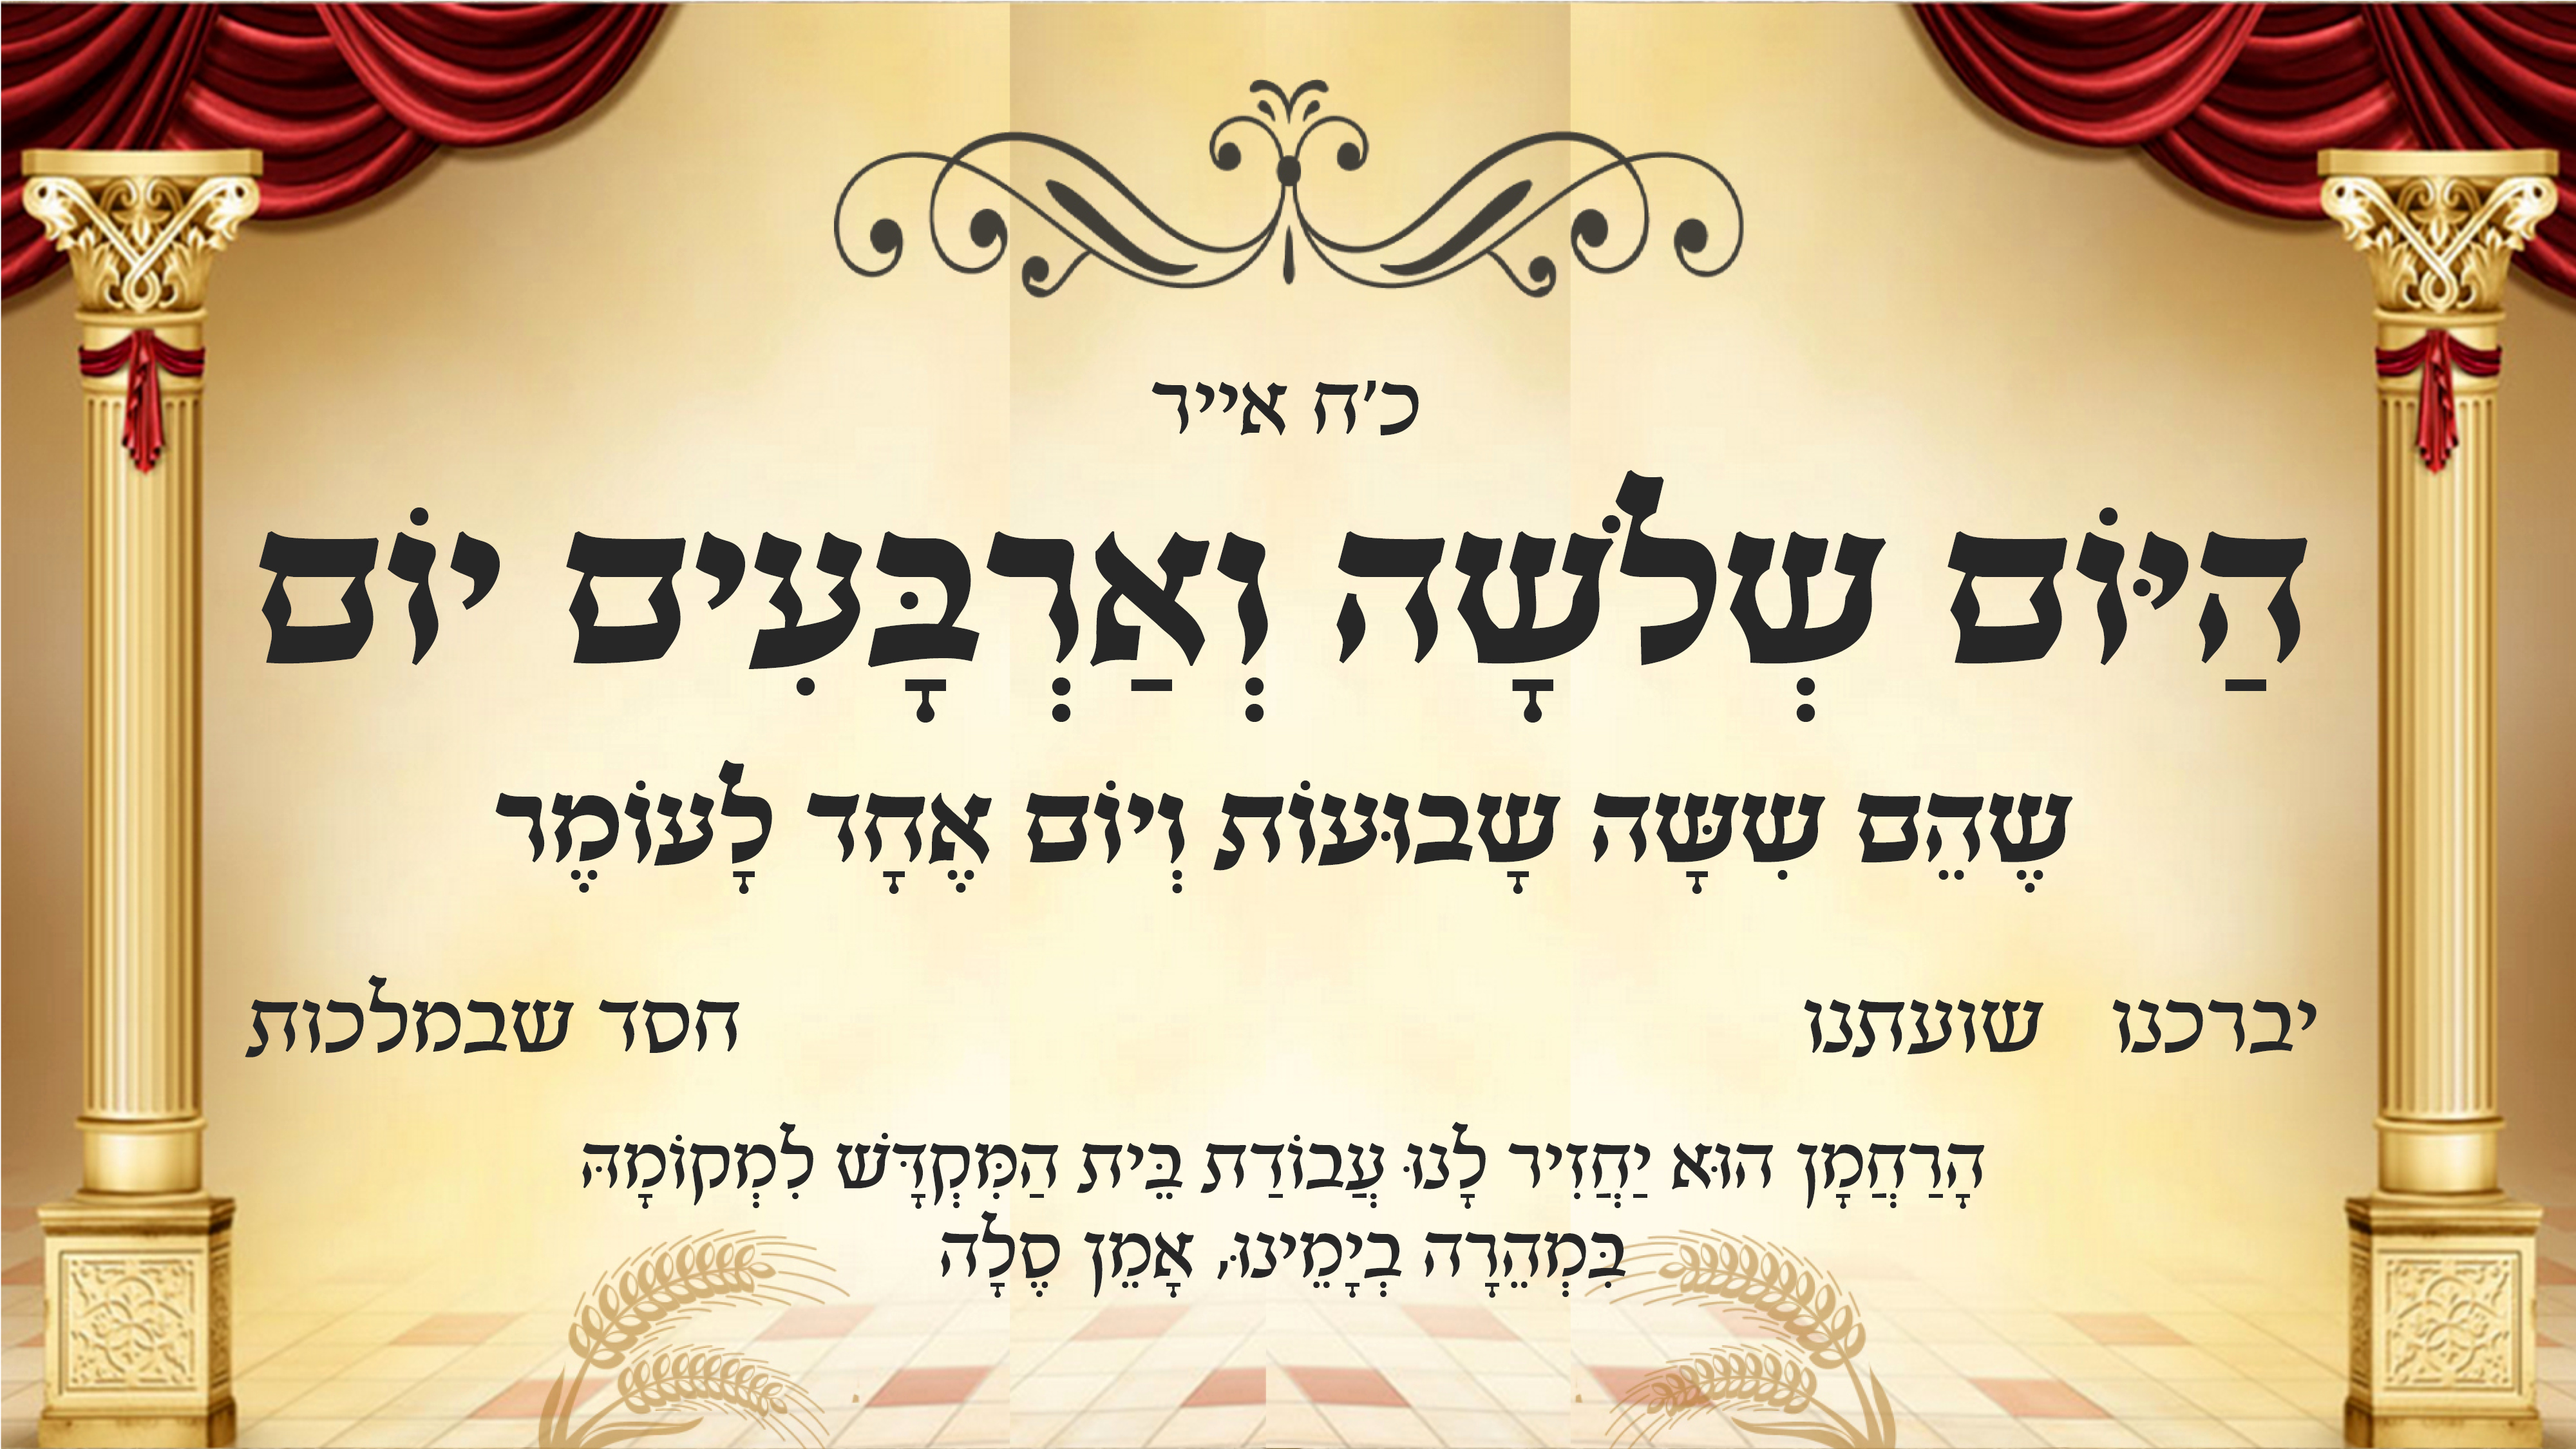 כ'ח אייר
הַיּוֹם שְׁלֹשָׁה וְאַרְבָּעִים יוֹם
שֶׁהֵם שִׁשָּׁה שָׁבוּעוֹת וְיוֹם אֶחָד לָעוֹמֶר
יברכנו שועתנו חסד שבמלכות
הָרַחֲמָן הוּא יַחֲזִיר לָנוּ עֲבוֹדַת בֵּית הַמִּקְדָּשׁ לִמְקוֹמָהּ
בִּמְהֵרָה בְיָמֵינוּ, אָמֵן סֶלָה